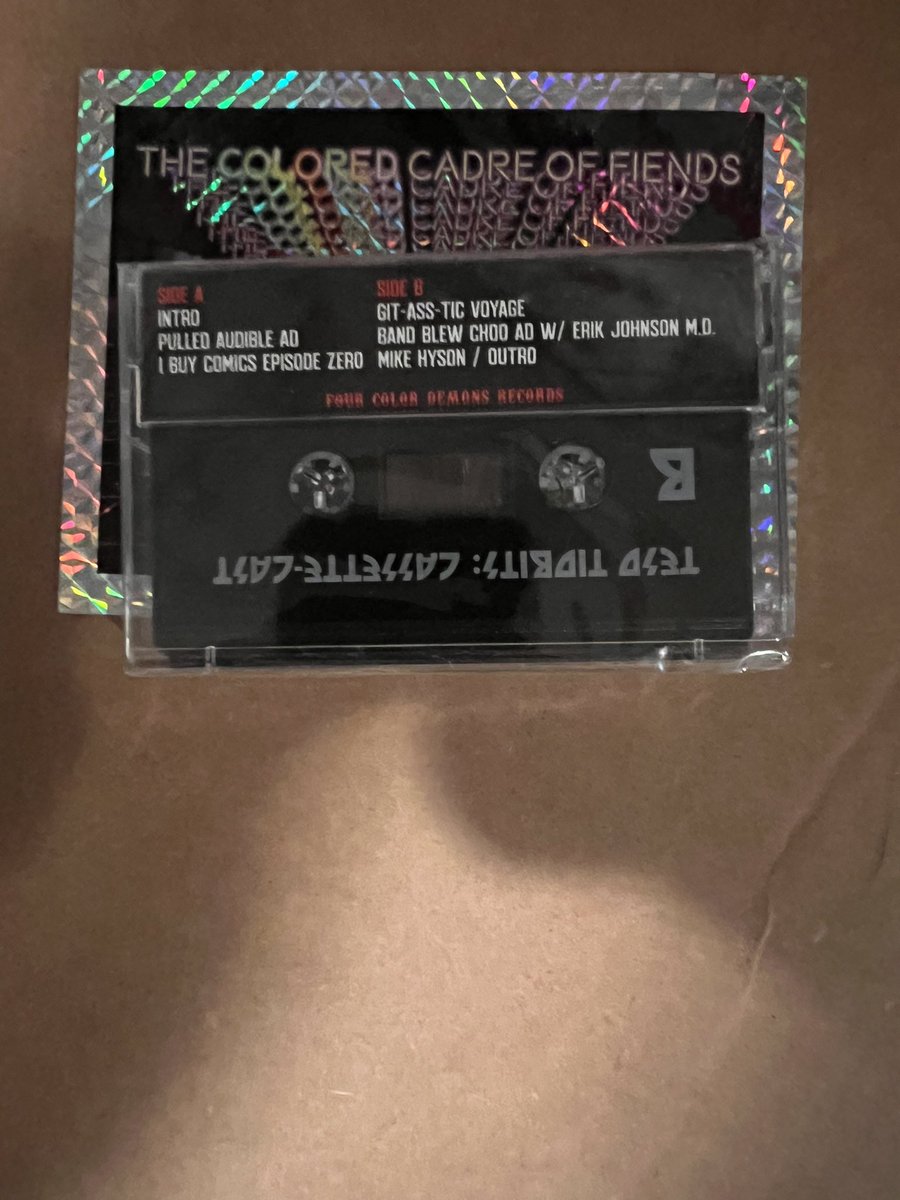 THE COLORED CADRE OF FIENDS
SIDE A
INTRO
PULLED AUDIBLE AD
I BUY COMICS EPISODE ZERO
SIDE B
GIT-ASS-TIC VOYAGE
BAND BLEW CHOO AD W/ ERIK JOHNSON M.D.
MIKE HYSON / OUTRO
FOUR COLOR DEMONS RECORDS
B
TESD TIDBITS: CASSETTE-CAST